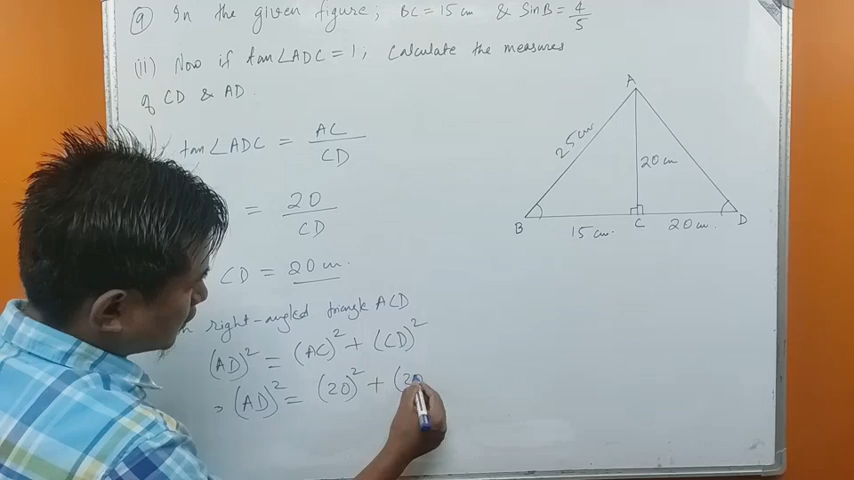 (9) In the given figure; BC = 15 cm & SinB = 4/5
(ii) Now if tan∠ADC = 1, Calculate the measures
of CD & AD.
tan∠ADC = AC/CD
= 20/CD
CD = 20 cm.
right-angled triangle ACD
(AD)² = (AC)² + (CD)²
(AD)² = (20)² + (20
A
25 cm
20 cm
B
C
D
15 cm.
20 cm.